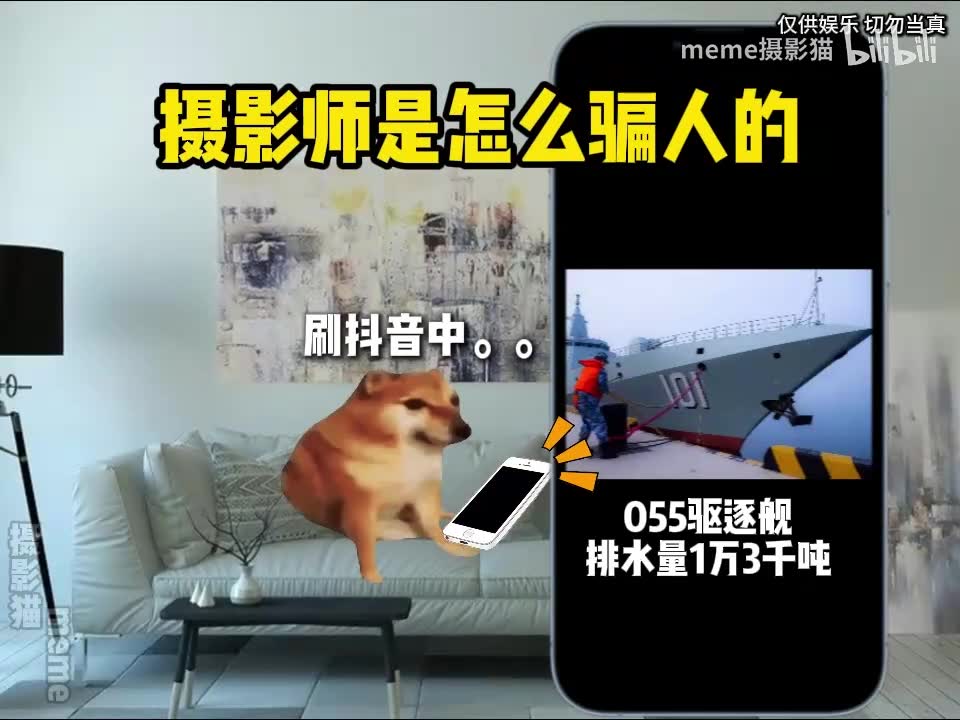 仅供娱乐 切勿当真
meme摄影猫 bilibili
摄影师是怎么骗人的
刷抖音中。。
101
055驱逐舰
排水量1万3千吨
摄影猫
meme